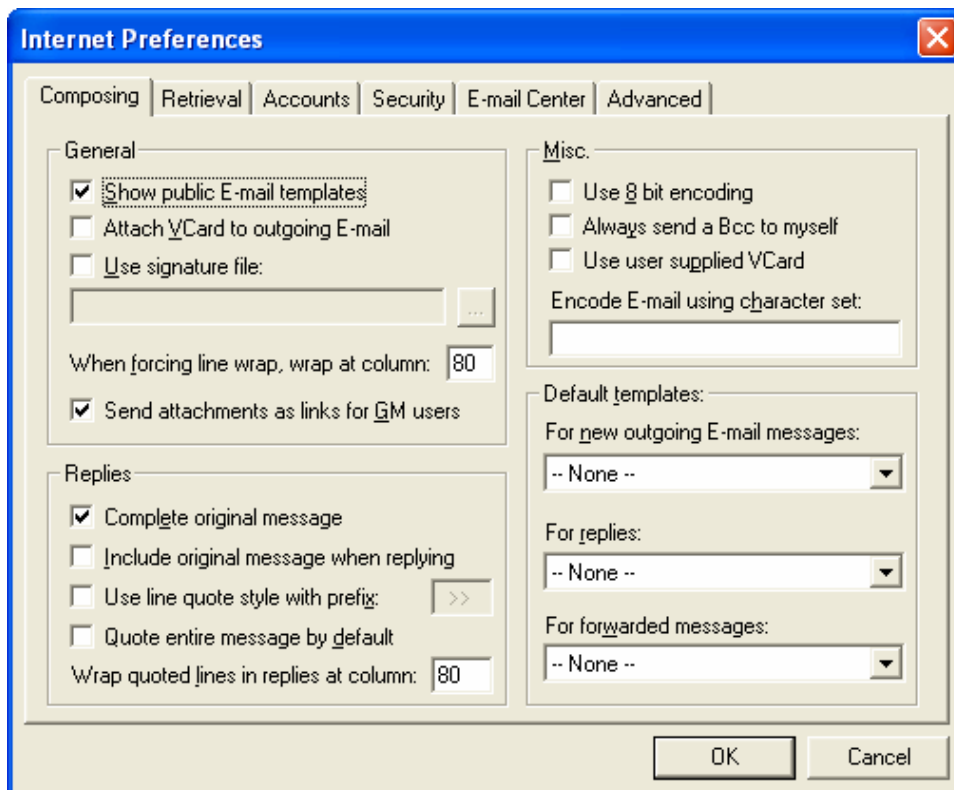 Internet Preferences
Composing Retrieval Accounts Security E-mail Center Advanced
General
Show public E-mail templates
Attach VCard to outgoing E-mail
Use signature file:
...
When forcing line wrap, wrap at column: 80
Send attachments as links for GM users
Replies
Complete original message
Include original message when replying
Use line quote style with prefix: >>
Quote entire message by default
Wrap quoted lines in replies at column: 80
Misc.
Use 8 bit encoding
Always send a Bcc to myself
Use user supplied VCard
Encode E-mail using character set:
Default templates:
For new outgoing E-mail messages:
-- None --
For replies:
-- None --
For forwarded messages:
-- None --
OK Cancel